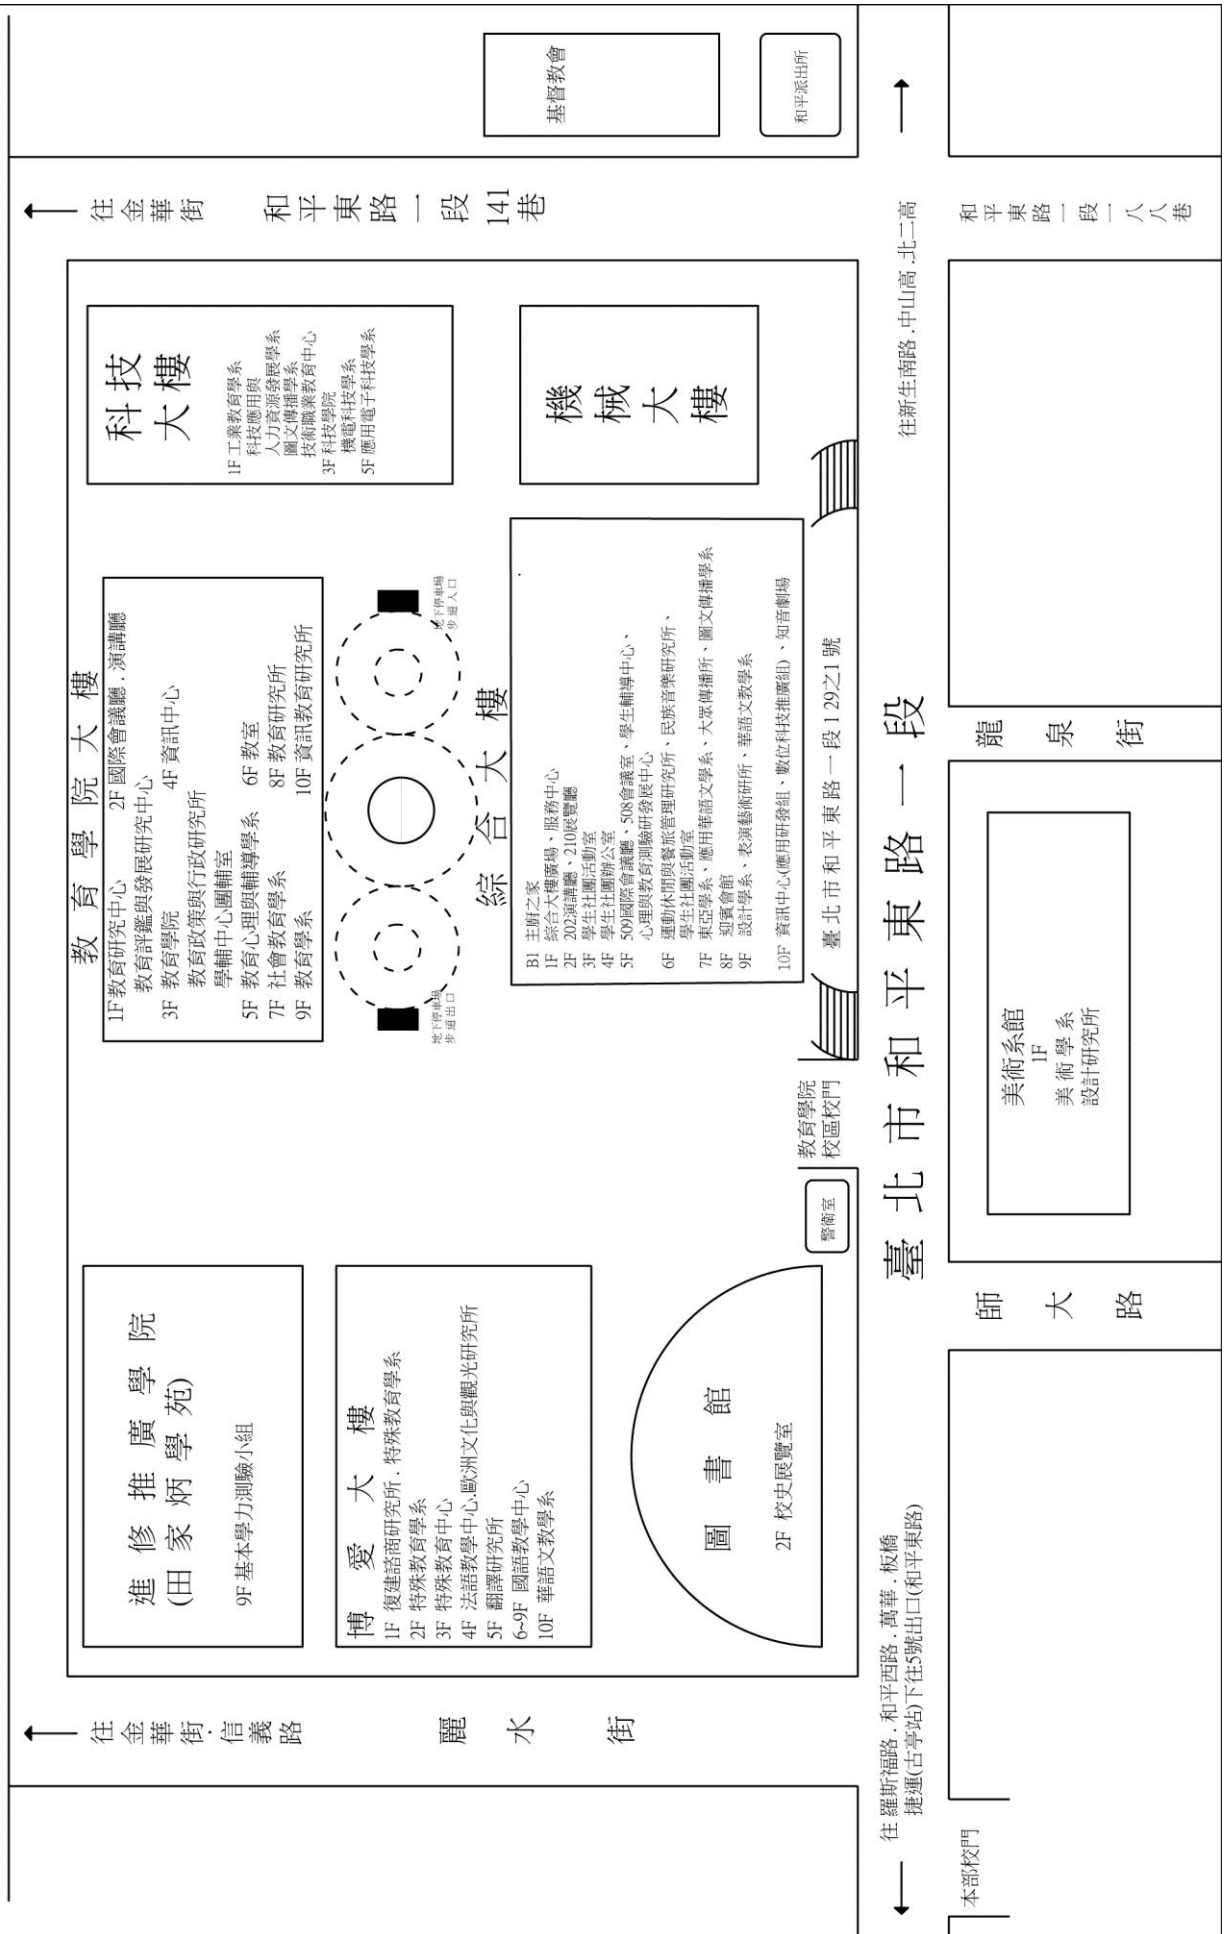 往金華街.信義路
麗水街
進修推廣學院
(田家炳學苑)
9F 基本學力測驗小組
博愛大樓
1F 復建諮商研究所 . 特殊教育學系
2F 特殊教育學系
3F 特殊教育中心
4F 法語教學中心.歐洲文化與觀光研究所
5F 翻譯研究所
6~9F 國語教學中心
10F 華語文教學系
圖書館
2F 校史展覽室
警衛室
教育學院
校區校門
教育學院大樓
1F 教育研究中心 2F 國際會議廳 . 演講廳
教育評鑑與發展研究中心
3F 教育學院 4F 資訊中心
教育政策與行政研究所
學輔中心團輔室
5F 教育心理與輔導學系 6F 教室
7F 社會教育學系 8F 教育研究所
9F 教育學系 10F 資訊教育研究所
地下停車場
步道出口
地下停車場
步道入口
綜合大樓
B1 主廚之家
1F 綜合大樓廣場、服務中心
2F 202演講廳、210展覽廳
3F 學生社團活動室
4F 學生社團辦公室
5F 509國際會議廳、508會議室、學生輔導中心、
心理與教育測驗研發展中心
6F 運動休閒與餐旅管理研究所、民族音樂研究所、
學生社團活動室
7F 東亞學系、應用華語文學系、大眾傳播所、圖文傳播學系
8F 迎賓會館
9F 設計學系、表演藝術研所、華語文教學系
10F 資訊中心(應用研發組、數位科技推廣組)、知音劇場
臺北市和平東路一段129之1號
科技
大樓
1F 工業教育學系
科技應用與
人力資源發展學系
圖文傳播學系
技術職業教育中心
3F 科技學院
機電科技學系
5F 應用電子科技學系
機械大樓
往金華街
和平東路一段141巷
基督教會
和平派出所
往 羅斯福路 . 和平西路 . 萬華 . 板橋
捷運(古亭站)下往5號出口(和平東路)
臺北市和平東路一段
往新生南路 . 中山高 .北二高
本部校門
師大路
美術系館
1F
美術學系
設計研究所
龍泉街
和平東路一段一八八巷